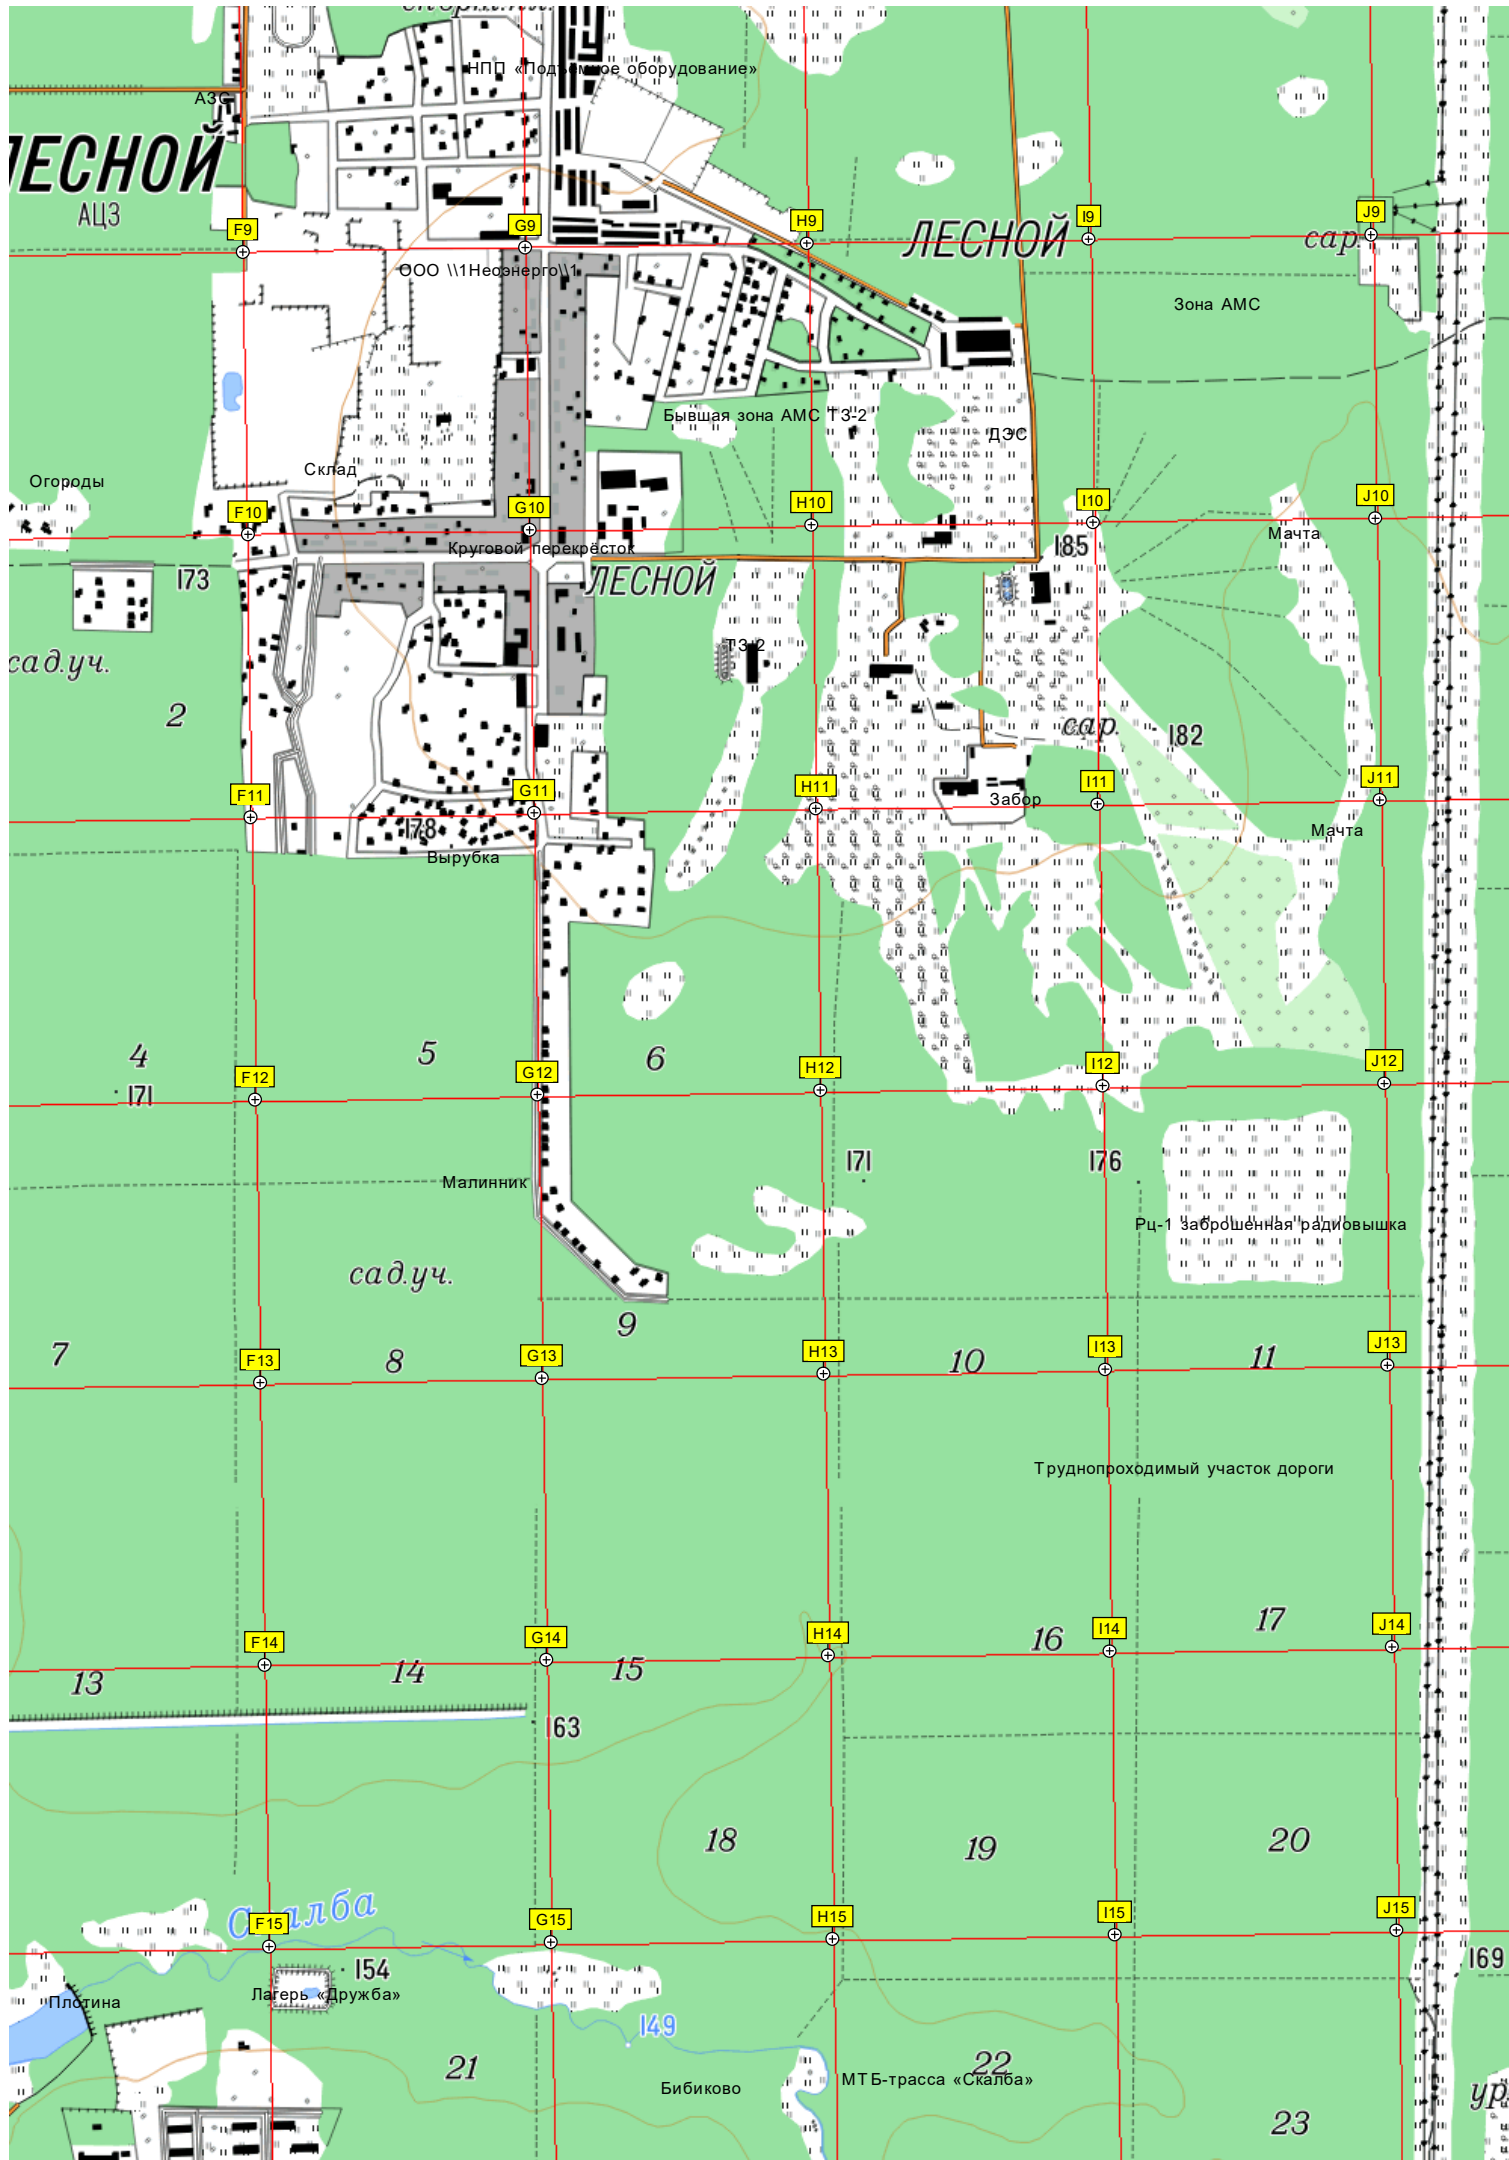 НПП «Подъемное оборудование»
АЗС
ЛЕСНОЙ
АЦЗ
F9
G9
H9
I9
J9
ЛЕСНОЙ
сар.
ООО \\1Неоэнерго\\1
Зона АМС
Бывшая зона АМС ТЗ-2
ДЭС
Огороды
Склад
F10
G10
H10
I10
J10
Мачта
Круговой перекрёсток
185
173
ЛЕСНОЙ
ТЗ-2
сад.уч.
2
сар.
182
F11
G11
H11
I11
J11
Забор
178
Мачта
Вырубка
4
5
6
171
F12
G12
H12
I12
J12
171
176
Малинник
Рц-1 заброшенная радиовышка
сад.уч.
9
7
8
10
11
F13
G13
H13
I13
J13
Труднопроходимый участок дороги
16
17
F14
G14
H14
I14
J14
13
14
15
163
18
19
20
Скалба
F15
G15
H15
I15
J15
154
169
Лагерь «Дружба»
Плотина
149
21
22
Бибиково
МТБ-трасса «Скалба»
ур
23